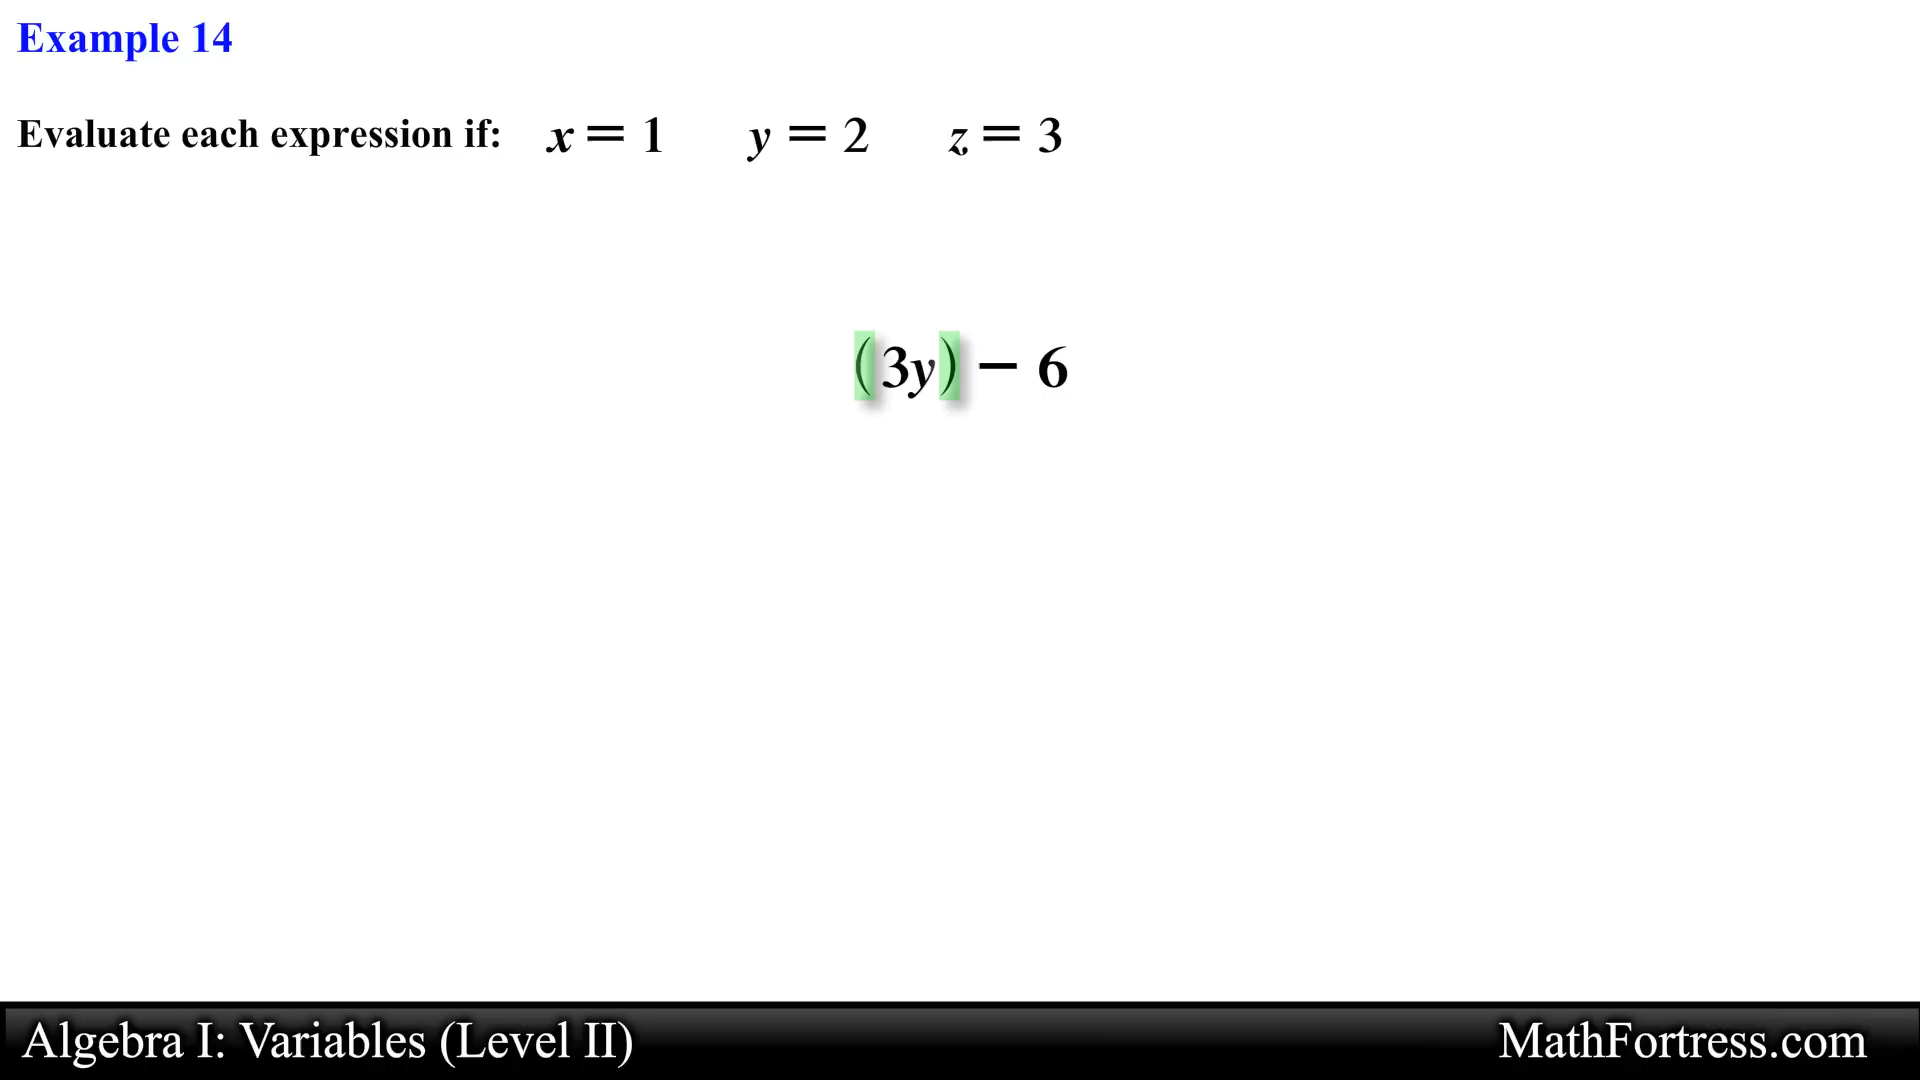 Example 14
Evaluate each expression if: x = 1 y = 2 z = 3
(3y) − 6
Algebra I: Variables (Level II)
MathFortress.com